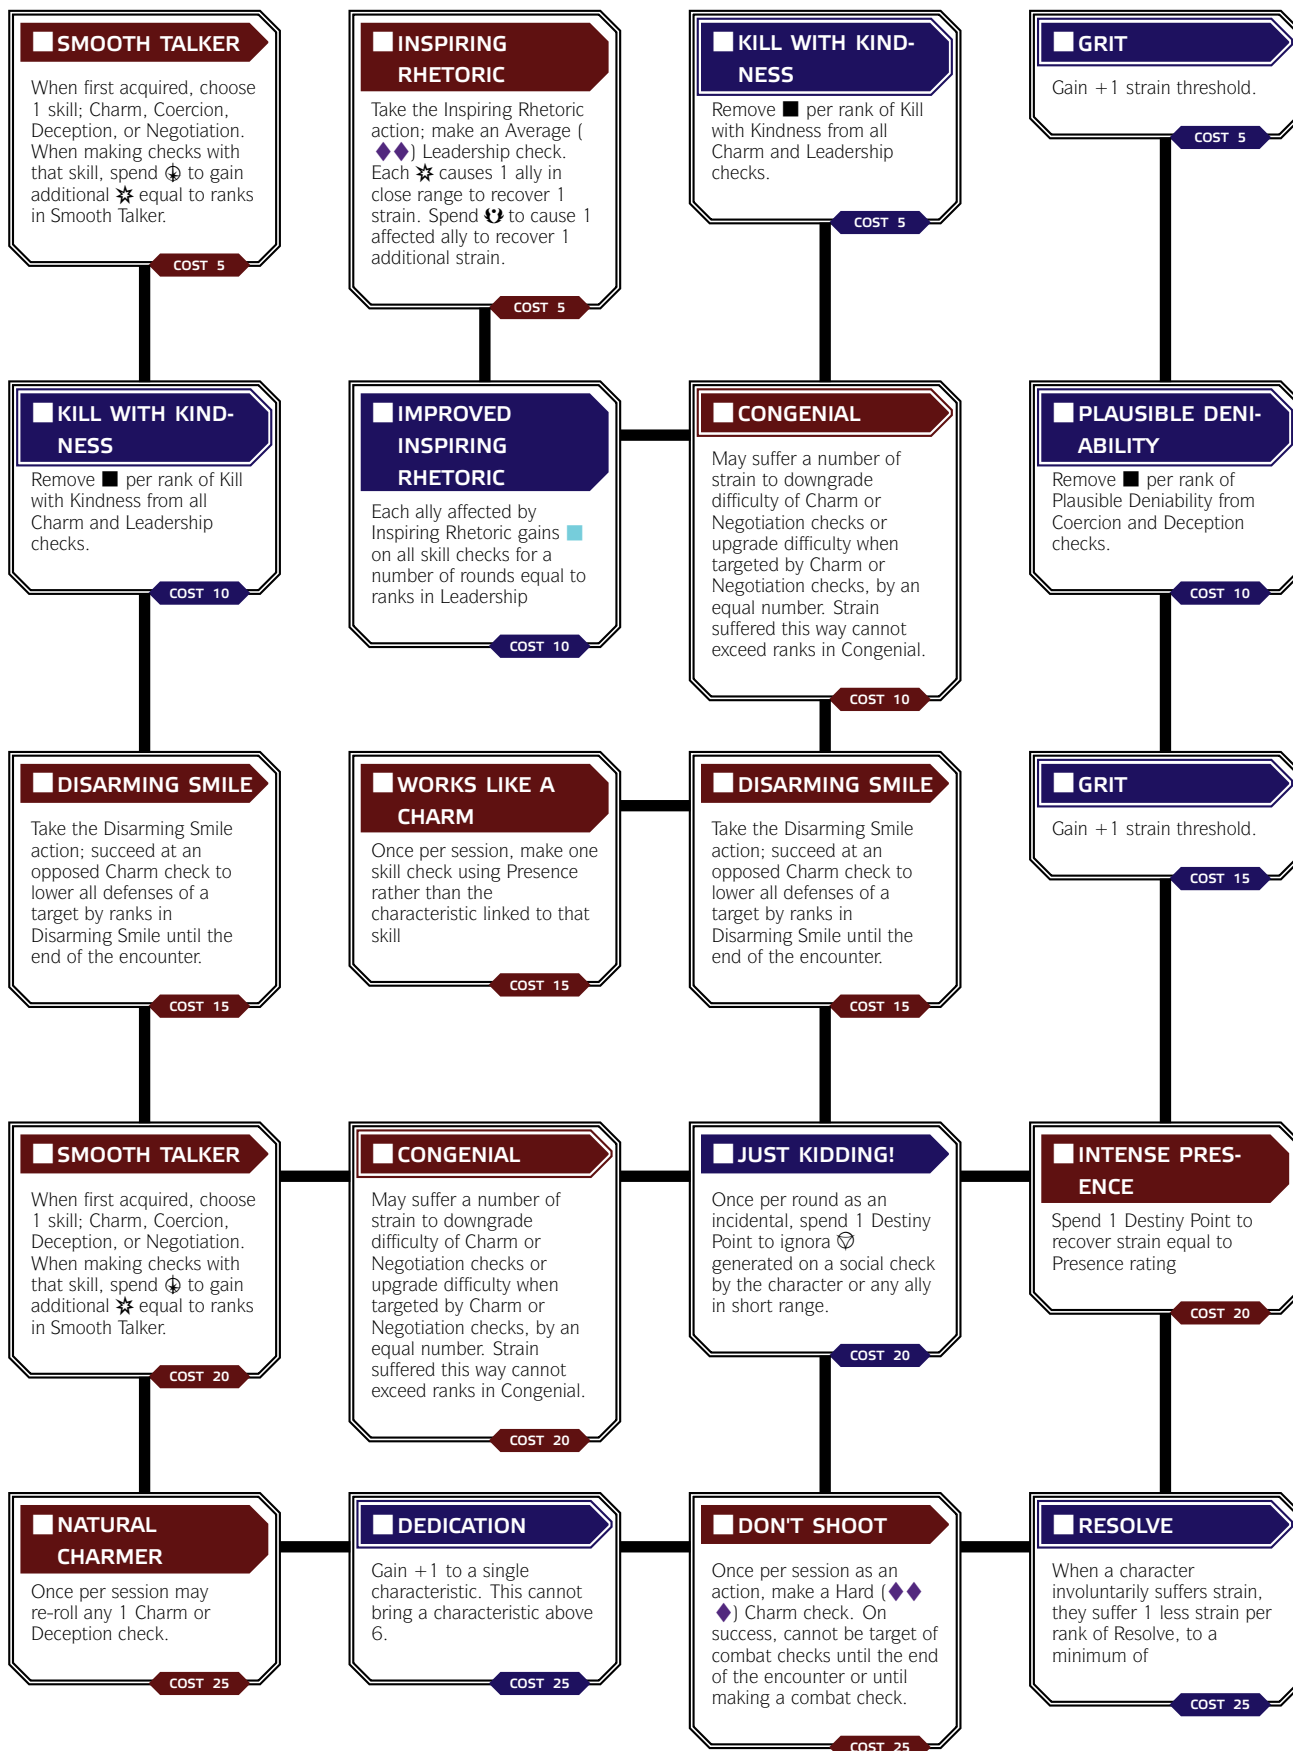 SMOOTH TALKER
When first acquired, choose
1 skill; Charm, Coercion,
Deception, or Negotiation.
When making checks with
that skill, spend to gain
additional equal to ranks
in Smooth Talker.
COST 5
INSPIRING
RHETORIC
Take the Inspiring Rhetoric
action; make an Average (
♦♦) Leadership check.
Each causes 1 ally in
close range to recover 1
strain. Spend to cause 1
affected ally to recover 1
additional strain.
COST 5
KILL WITH KIND-
NESS
Remove ■ per rank of Kill
with Kindness from all
Charm and Leadership
checks.
COST 5
GRIT
Gain +1 strain threshold.
COST 5
KILL WITH KIND-
NESS
Remove ■ per rank of Kill
with Kindness from all
Charm and Leadership
checks.
COST 10
IMPROVED
INSPIRING
RHETORIC
Each ally affected by
Inspiring Rhetoric gains ■
on all skill checks for a
number of rounds equal to
ranks in Leadership
COST 10
CONGENIAL
May suffer a number of
strain to downgrade
difficulty of Charm or
Negotiation checks or
upgrade difficulty when
targeted by Charm or
Negotiation checks, by an
equal number. Strain
suffered this way cannot
exceed ranks in Congenial.
COST 10
PLAUSIBLE DENI-
ABILITY
Remove ■ per rank of
Plausible Deniability from
Coercion and Deception
checks.
COST 10
DISARMING SMILE
Take the Disarming Smile
action; succeed at an
opposed Charm check to
lower all defenses of a
target by ranks in
Disarming Smile until the
end of the encounter.
COST 15
WORKS LIKE A
CHARM
Once per session, make one
skill check using Presence
rather than the
characteristic linked to that
skill
COST 15
DISARMING SMILE
Take the Disarming Smile
action; succeed at an
opposed Charm check to
lower all defenses of a
target by ranks in
Disarming Smile until the
end of the encounter.
COST 15
GRIT
Gain +1 strain threshold.
COST 15
SMOOTH TALKER
When first acquired, choose
1 skill; Charm, Coercion,
Deception, or Negotiation.
When making checks with
that skill, spend to gain
additional equal to ranks
in Smooth Talker.
COST 20
CONGENIAL
May suffer a number of
strain to downgrade
difficulty of Charm or
Negotiation checks or
upgrade difficulty when
targeted by Charm or
Negotiation checks, by an
equal number. Strain
suffered this way cannot
exceed ranks in Congenial.
COST 20
JUST KIDDING!
Once per round as an
incidental, spend 1 Destiny
Point to ignora
generated on a social check
by the character or any ally
in short range.
COST 20
INTENSE PRES-
ENCE
Spend 1 Destiny Point to
recover strain equal to
Presence rating
COST 20
NATURAL
CHARMER
Once per session may
re-roll any 1 Charm or
Deception check.
COST 25
DEDICATION
Gain +1 to a single
characteristic. This cannot
bring a characteristic above
6.
COST 25
DON'T SHOOT
Once per session as an
action, make a Hard (♦♦
♦) Charm check. On
success, cannot be target of
combat checks until the end
of the encounter or until
making a combat check.
COST 25
RESOLVE
When a character
involuntarily suffers strain,
they suffer 1 less strain per
rank of Resolve, to a
minimum of
COST 25